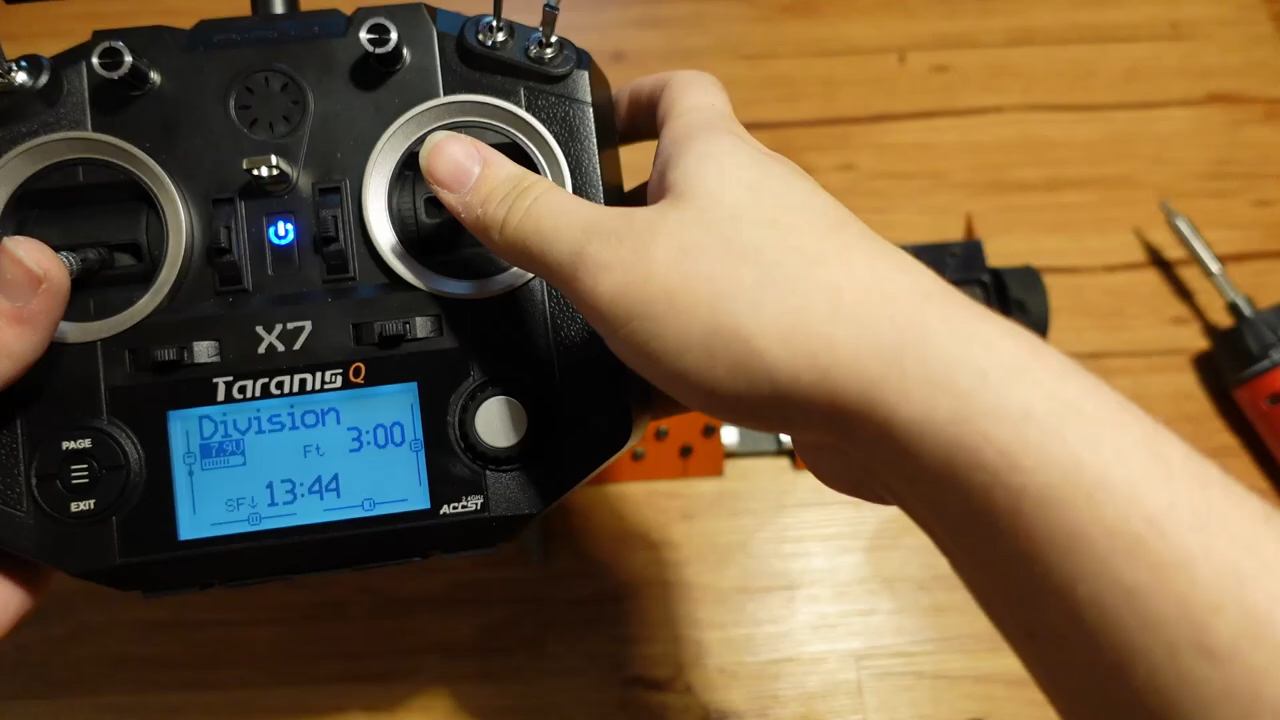 X7
Taranis Q
Division
7.9V
Ft 3:00
SF↓ 13:44
PAGE
EXIT
2.4GHz
ACCST